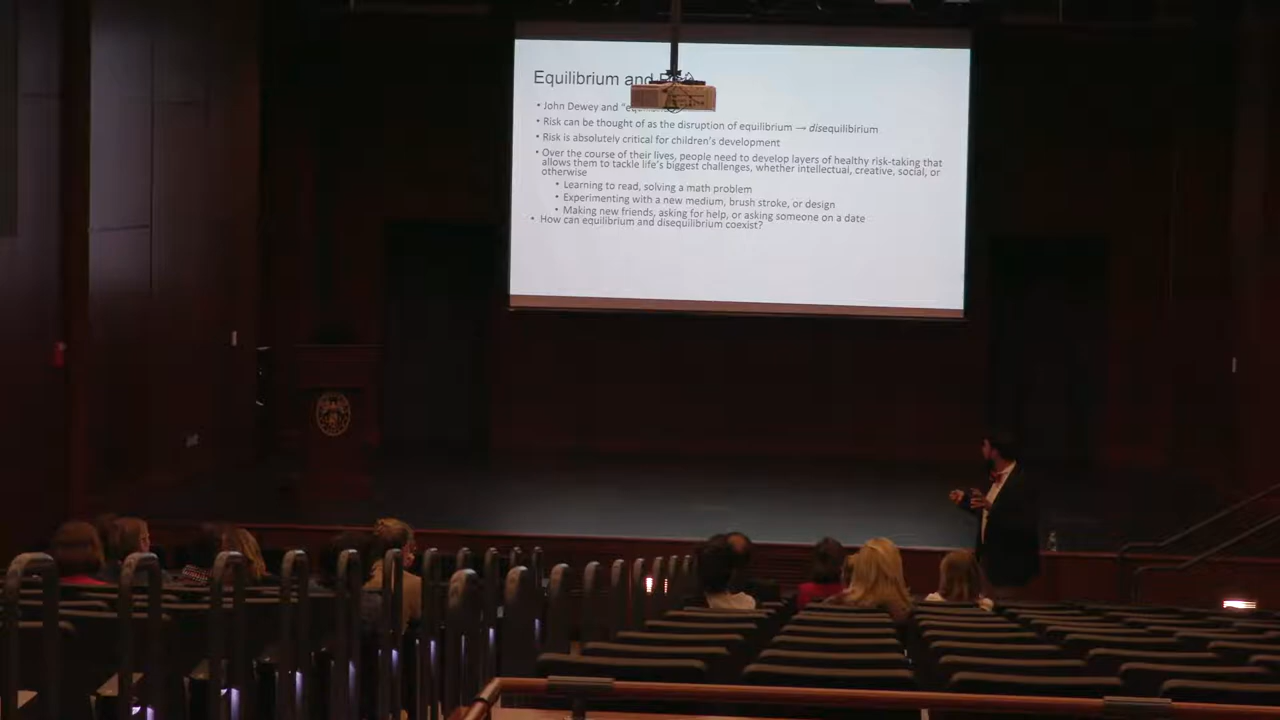 Equilibrium and
• John Dewey and
• Risk can be thought of as the disruption of equilibrium → disequilibirium
• Risk is absolutely critical for children's development
• Over the course of their lives, people need to develop layers of healthy risk-taking that
allows them to tackle life's biggest challenges, whether intellectual, creative, social, or
otherwise
• Learning to read, solving a math problem
• Experimenting with a new medium, brush stroke, or design
• Making new friends, asking for help, or asking someone on a date
• How can equilibrium and disequilibrium coexist?